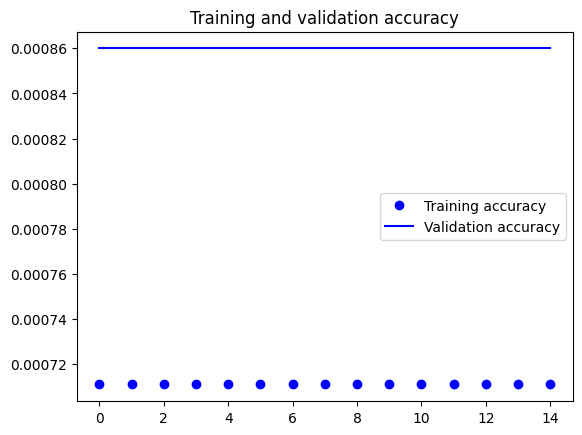 Training and validation accuracy
0.00086
0.00084
0.00082
0.00080
0.00078
0.00076
0.00074
0.00072
Training accuracy
Validation accuracy
0 2 4 6 8 10 12 14